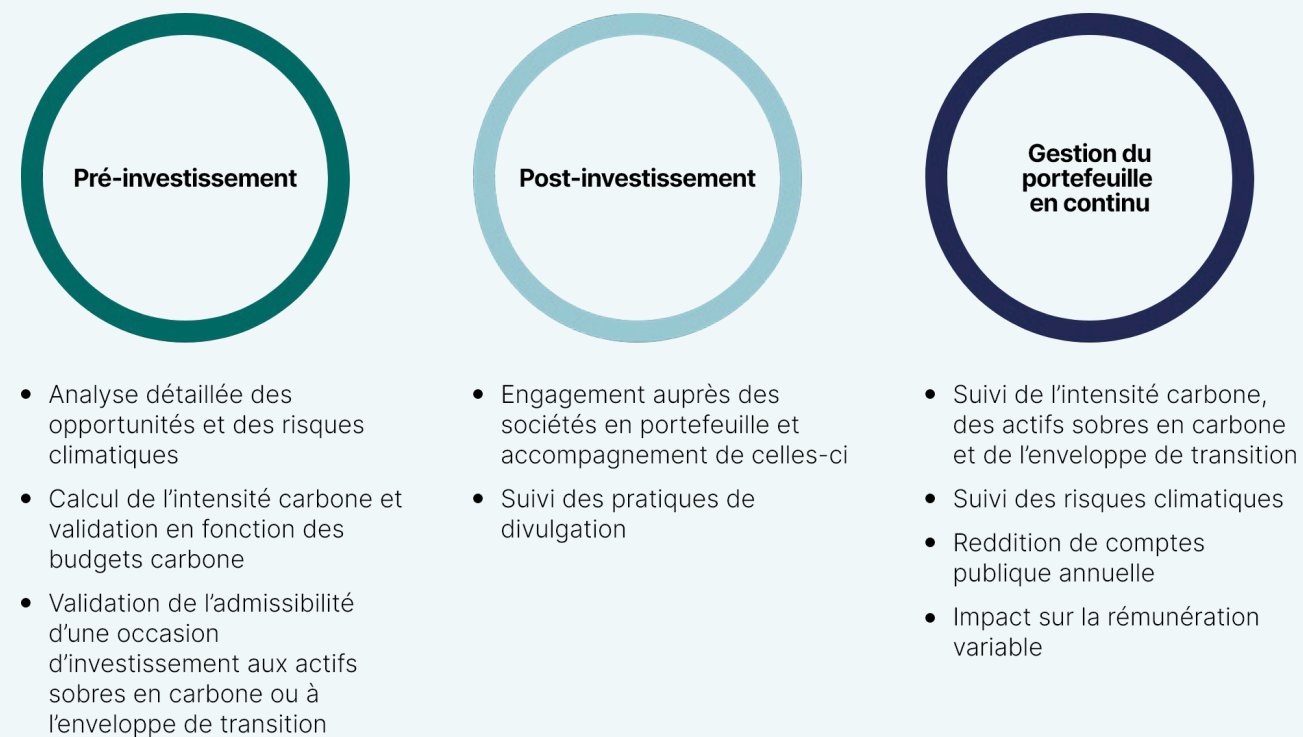 Pré-investissement
• Analyse détaillée des
opportunités et des risques
climatiques
• Calcul de l’intensité carbone et
validation en fonction des
budgets carbone
• Validation de l’admissibilité
d’une occasion
d’investissement aux actifs
sobres en carbone ou à
l’enveloppe de transition
Post-investissement
• Engagement auprès des
sociétés en portefeuille et
accompagnement de celles-ci
• Suivi des pratiques de
divulgation
Gestion du
portefeuille
en continu
• Suivi de l’intensité carbone,
des actifs sobres en carbone
et de l’enveloppe de transition
• Suivi des risques climatiques
• Reddition de comptes
publique annuelle
• Impact sur la rémunération
variable